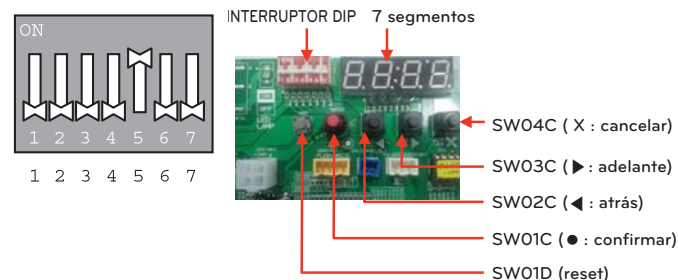 INTERRUPTOR DIP 7 segmentos
ON
1 2 3 4 5 6 7
1 2 3 4 5 6 7
SW04C ( X : cancelar)
SW03C (▶: adelante)
SW02C (◀ : atrás)
SW01C (● : confirmar)
SW01D (reset)